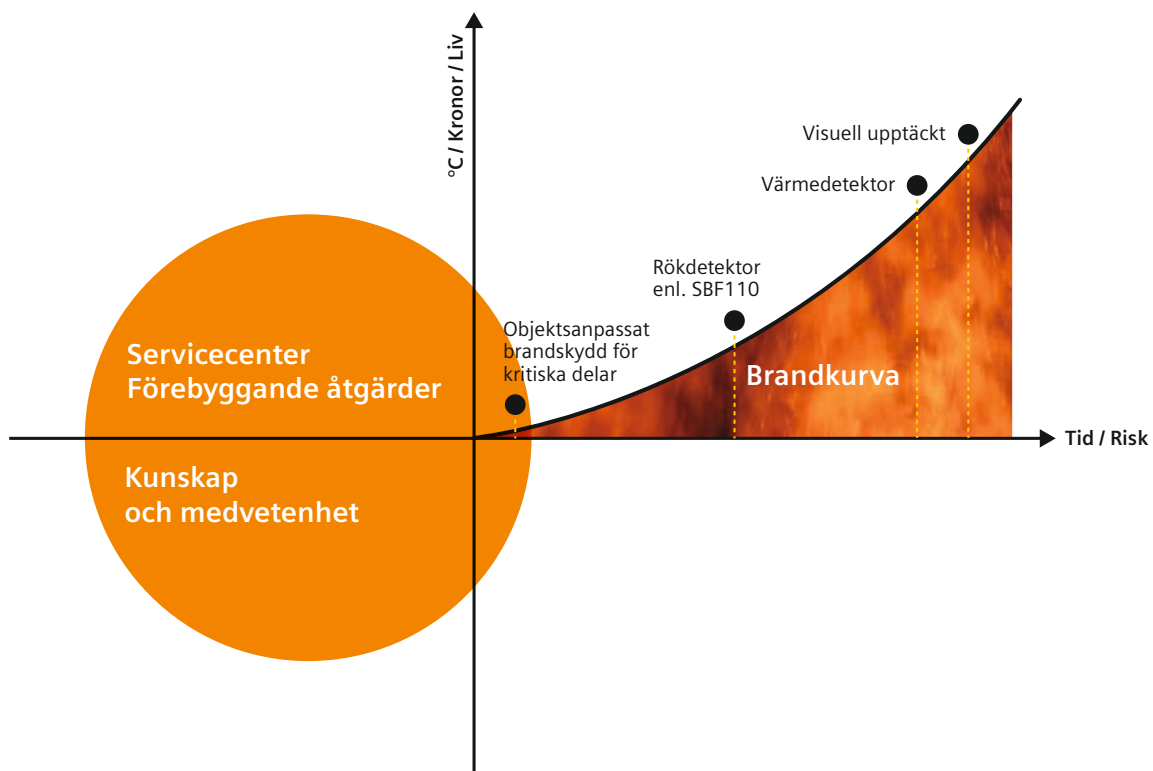 °C / Kronor / Liv
Visuell upptäckt
Värmedetektor
Rökdetektor
enl. SBF110
Objektsanpassat
brandskydd för
kritiska delar
Servicecenter
Förebyggande åtgärder
Brandkurva
Tid / Risk
Kunskap
och medvetenhet